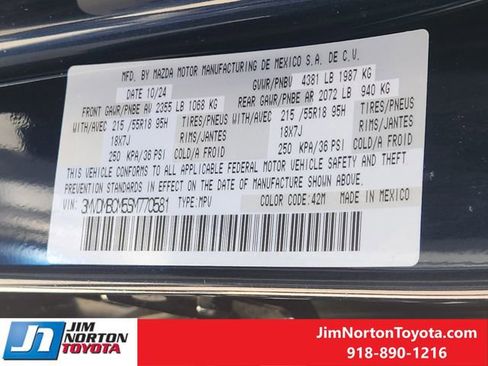 MFD. BY MAZDA MOTOR MANUFACTURING DE MEXICO S.A. DE C.V.
DATE 10/24 GVWR/PNBV 4381 LB 1987 KG
FRONT GAWR/PNBE AV 2355 LB 1068 KG REAR GAWR/PNBE AR 2072 LB 940 KG
WITH/AVEC 215 /55R18 95H TIRES/PNEUS WITH/AVEC 215 /55R18 95H TIRES/PNEUS
18X7J RIMS/JANTES 18X7J RIMS/JANTES
250 KPA/36 PSI COLD/A FROID 250 KPA/36 PSI COLD/A FROID
THIS VEHICLE CONFORMS TO ALL APPLICABLE FEDERAL MOTOR VEHICLE SAFETY AND THEFT
PREVENTION STANDARDS IN EFFECT ON THE DATE OF MANUFACTURE SHOWN ABOVE.
VIN: 3MVDMBCM5SM770581 TYPE:MPU COLOR CODE:42M MADE IN MEXICO
JIM NORTON TOYOTA
JimNortonToyota.com
918-890-1216